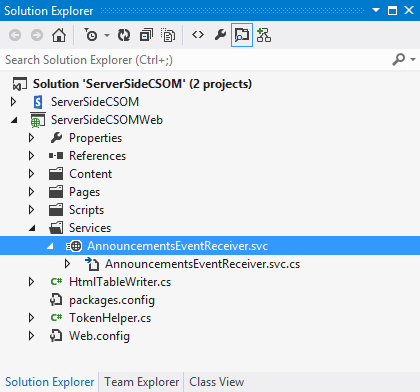 Solution Explorer
Search Solution Explorer (Ctrl+;)
Solution 'ServerSideCSOM' (2 projects)
ServerSideCSOM
ServerSideCSOMWeb
Properties
References
Content
Pages
Scripts
Services
AnnouncementsEventReceiver.svc
AnnouncementsEventReceiver.svc.cs
C# HtmlTableWriter.cs
packages.config
C# TokenHelper.cs
Web.config
Solution Explorer Team Explorer Class View